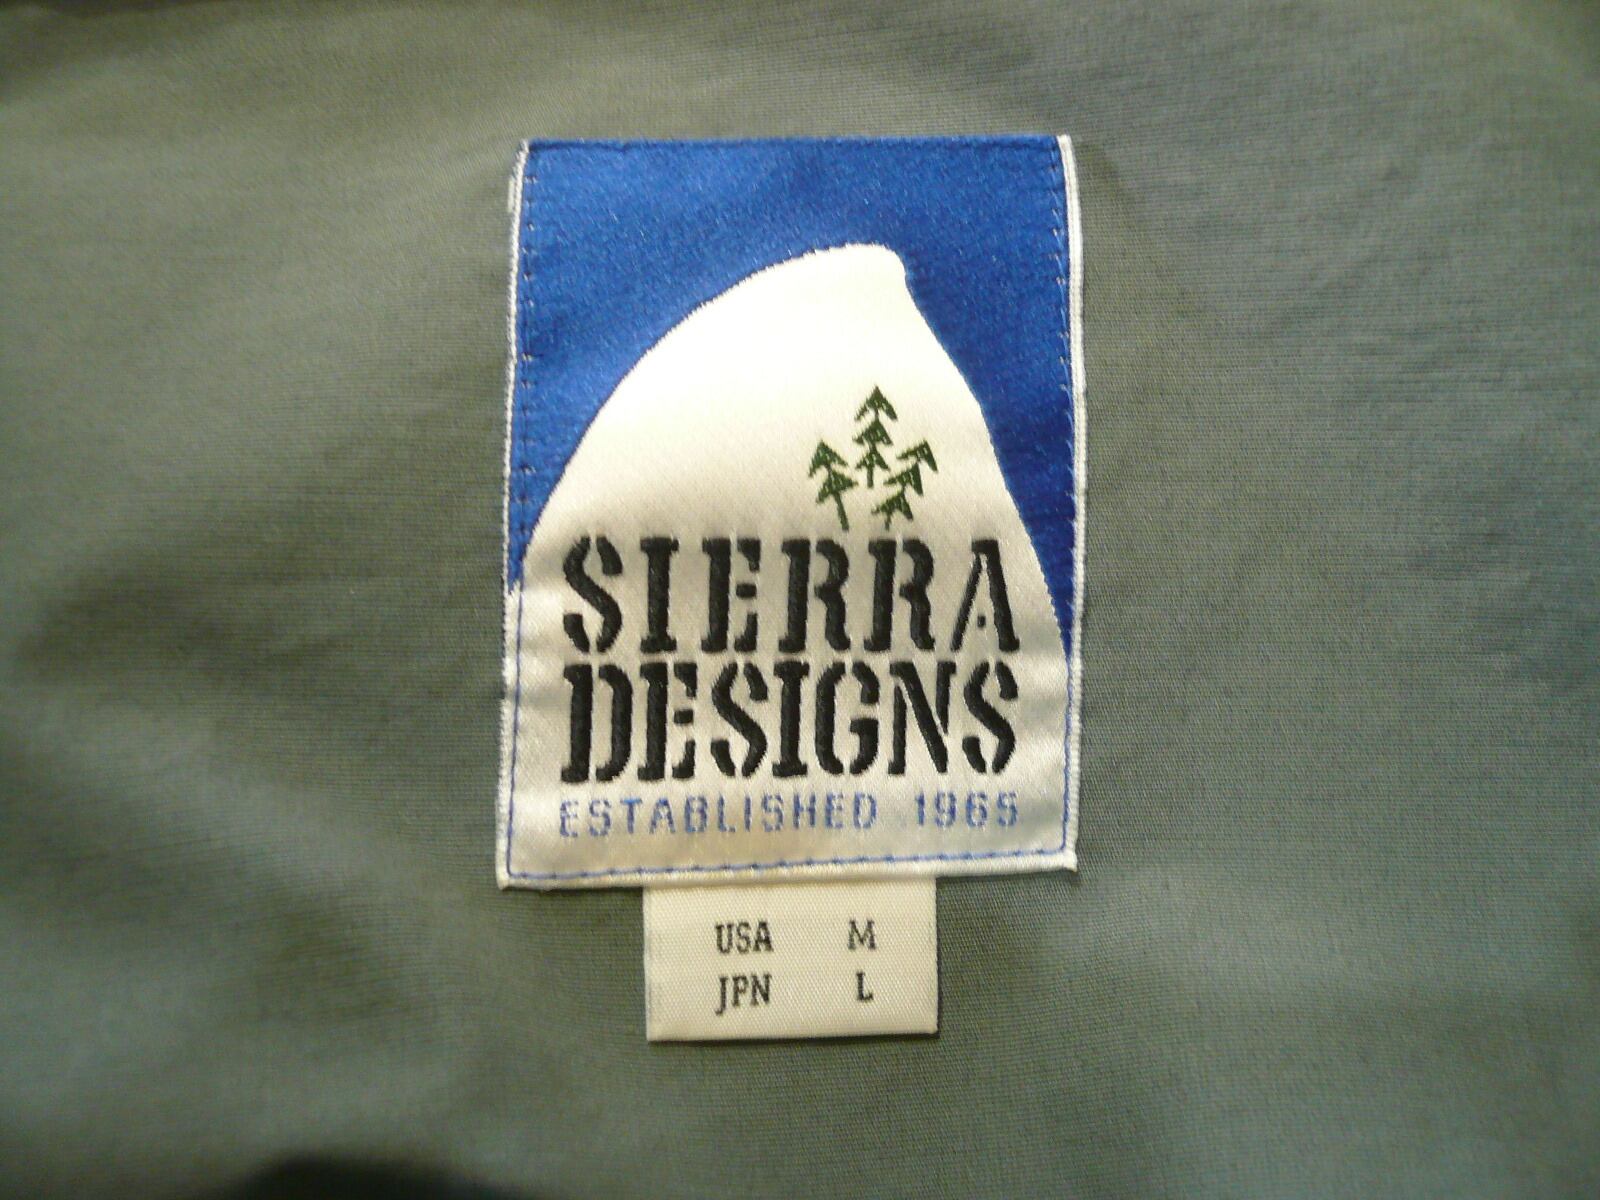 SIERRA
DESIGNS
ESTABLISHED 1965
USA M
JPN L